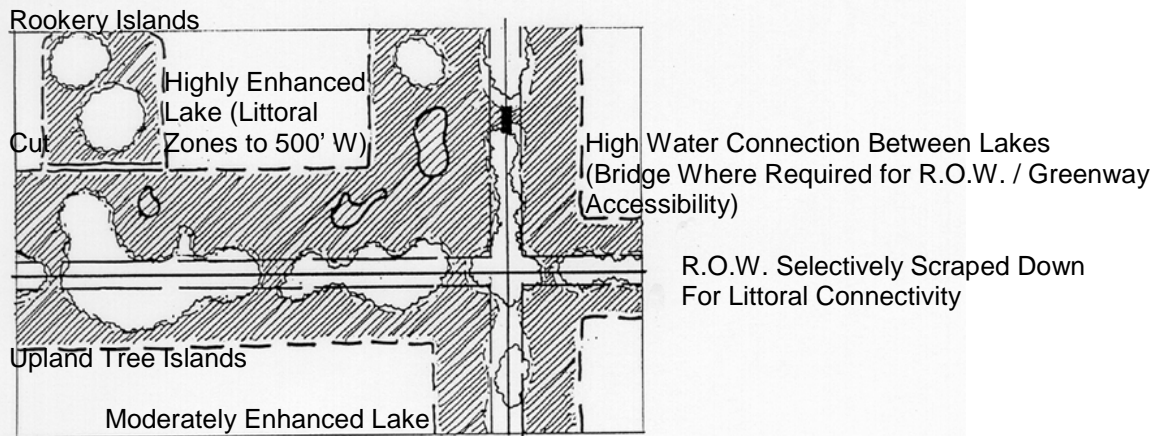 Rookery Islands
Highly Enhanced
Lake (Littoral
Zones to 500' W)
Cut
High Water Connection Between Lakes
(Bridge Where Required for R.O.W. / Greenway
Accessibility)
R.O.W. Selectively Scraped Down
For Littoral Connectivity
Upland Tree Islands
Moderately Enhanced Lake